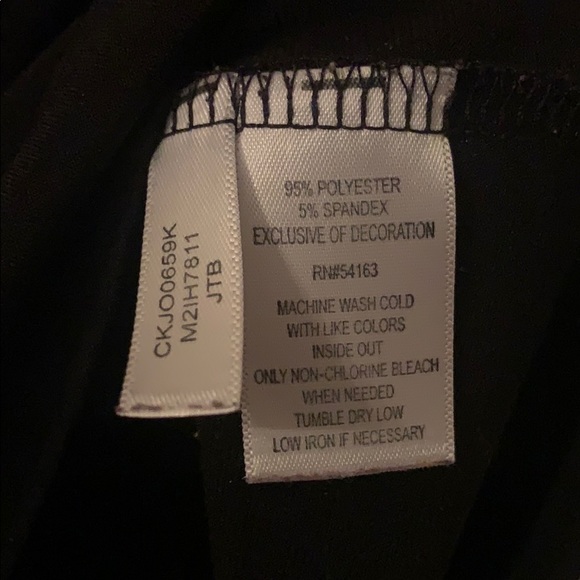 CKJO0659K
M2IH7811
JTB
95% POLYESTER
5% SPANDEX
EXCLUSIVE OF DECORATION
RN#54163
MACHINE WASH COLD
WITH LIKE COLORS
INSIDE OUT
ONLY NON-CHLORINE BLEACH
WHEN NEEDED
TUMBLE DRY LOW
LOW IRON IF NECESSARY